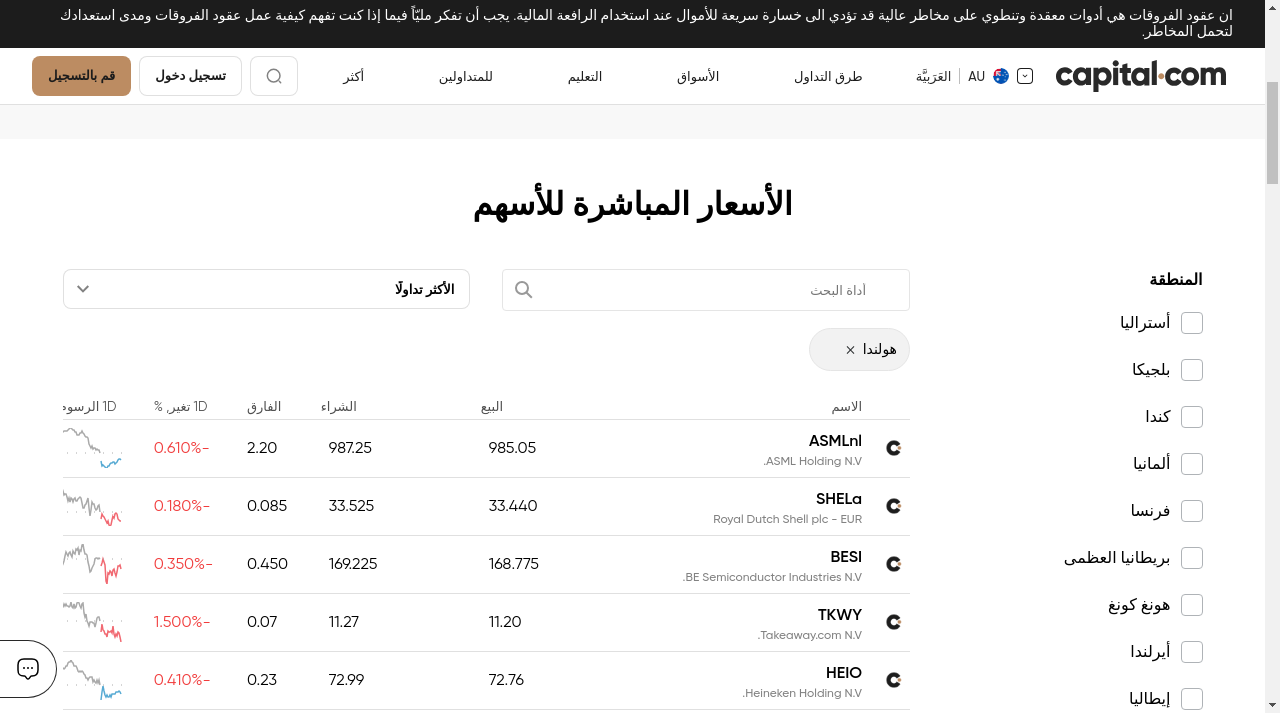 ان عقود الفروقات هي أدوات معقدة وتنطوي على مخاطر عالية قد تؤدي الى خسارة سريعة للأموال عند استخدام الرافعة المالية. يجب أن تفكر مليّاً فيما إذا كنت تفهم كيفية عمل عقود الفروقات ومدى استعدادك
لتحمل المخاطر.
capital.com AU العَرَبيَّة طرق التداول الأسواق التعليم للمتداولين أكثر تسجيل دخول قم بالتسجيل
الأسعار المباشرة للأسهم
المنطقة
أستراليا
بلجيكا
كندا
ألمانيا
فرنسا
بريطانيا العظمى
هونغ كونغ
أيرلندا
إيطاليا
أداة البحث
الأكثر تداولًا
هولندا ×
الاسم البيع الشراء الفارق 1D تغير, % 1D الرسوم
ASMLnl 985.05 987.25 2.20 0.610%-
ASML Holding N.V.
SHELa 33.440 33.525 0.085 0.180%-
Royal Dutch Shell plc - EUR
BESI 168.775 169.225 0.450 0.350%-
BE Semiconductor Industries N.V.
TKWY 11.20 11.27 0.07 1.500%-
Takeaway.com N.V.
HEIO 72.76 72.99 0.23 0.410%-
Heineken Holding N.V.